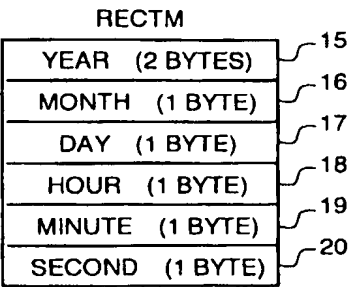 RECTM
YEAR (2 BYTES) 15
MONTH (1 BYTE) 16
DAY (1 BYTE) 17
HOUR (1 BYTE) 18
MINUTE (1 BYTE) 19
SECOND (1 BYTE) 20